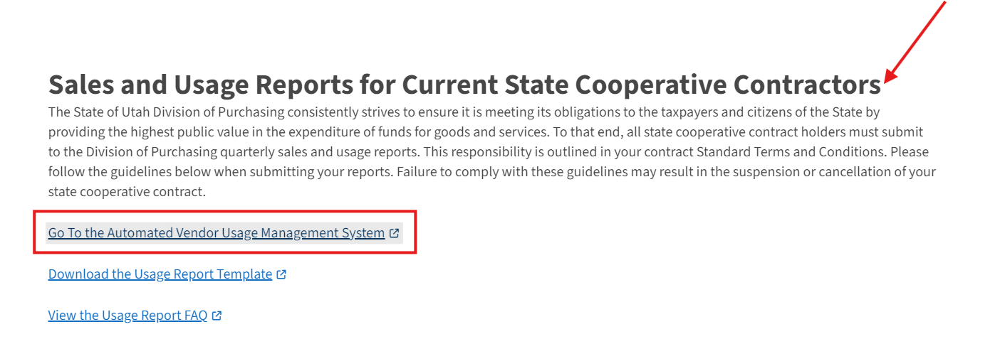 Sales and Usage Reports for Current State Cooperative Contractors
The State of Utah Division of Purchasing consistently strives to ensure it is meeting its obligations to the taxpayers and citizens of the State by
providing the highest public value in the expenditure of funds for goods and services. To that end, all state cooperative contract holders must submit
to the Division of Purchasing quarterly sales and usage reports. This responsibility is outlined in your contract Standard Terms and Conditions. Please
follow the guidelines below when submitting your reports. Failure to comply with these guidelines may result in the suspension or cancellation of your
state cooperative contract.
Go To the Automated Vendor Usage Management System
Download the Usage Report Template
View the Usage Report FAQ